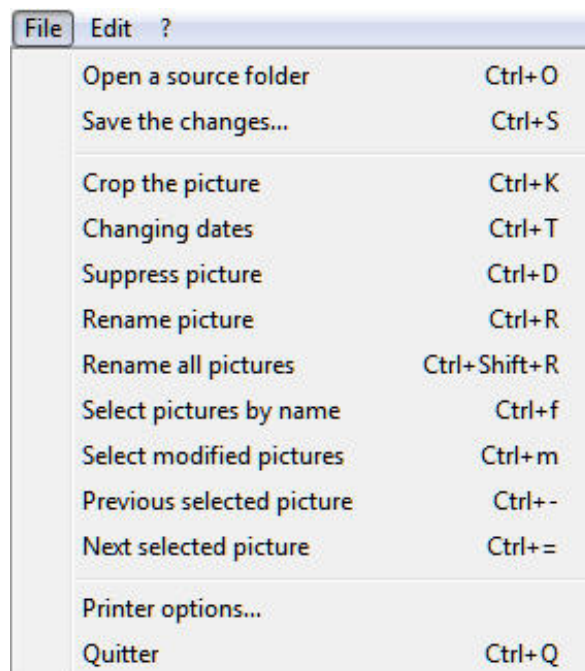 File Edit ?
Open a source folder Ctrl+O
Save the changes... Ctrl+S
Crop the picture Ctrl+K
Changing dates Ctrl+T
Suppress picture Ctrl+D
Rename picture Ctrl+R
Rename all pictures Ctrl+Shift+R
Select pictures by name Ctrl+f
Select modified pictures Ctrl+m
Previous selected picture Ctrl+-
Next selected picture Ctrl+=
Printer options...
Quitter Ctrl+Q